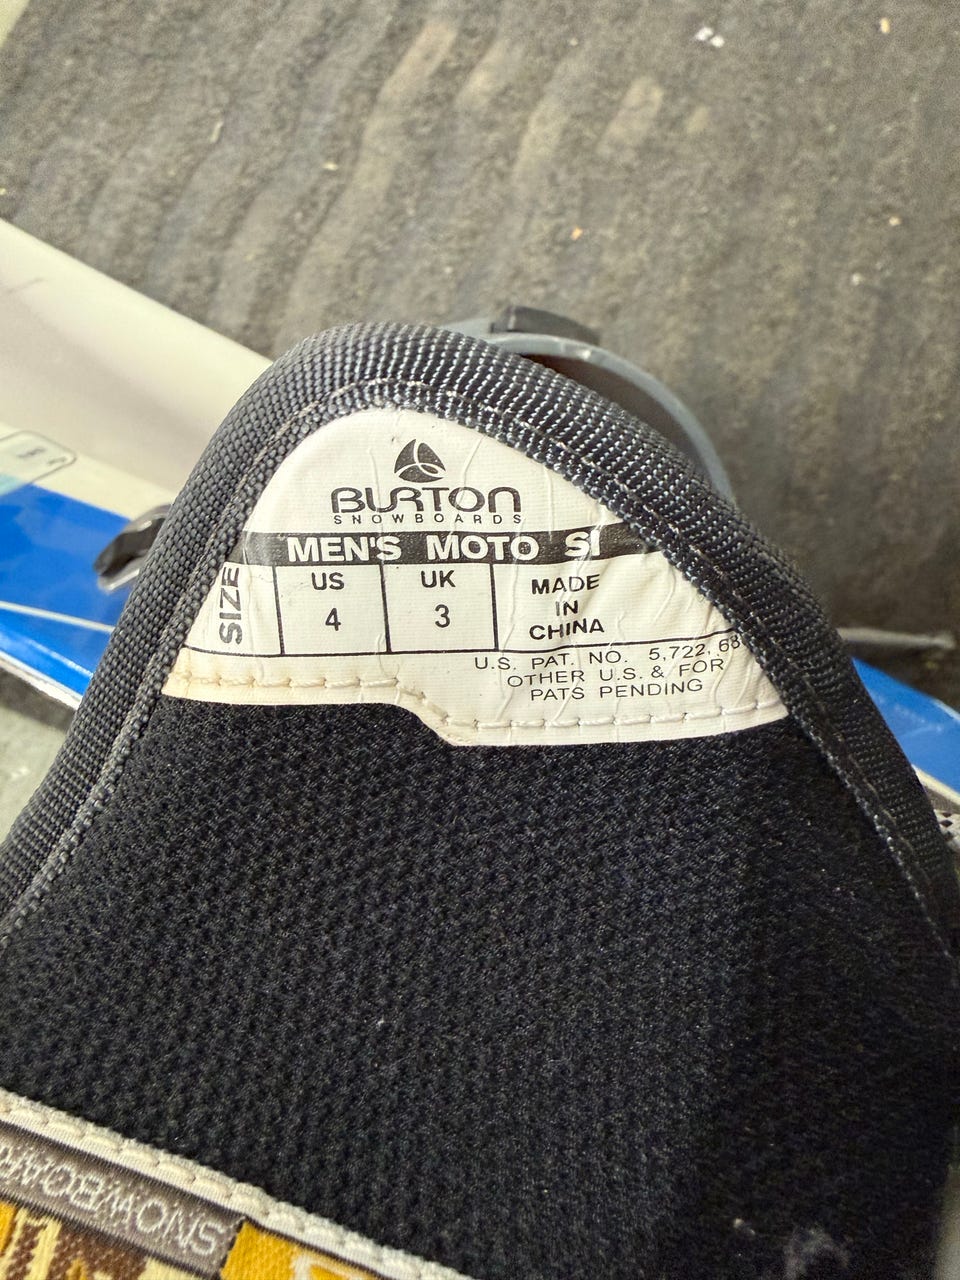 BURTON
SNOWBOARDS
MEN'S MOTO SI
SIZE
US
4
UK
3
MADE
IN
CHINA
U.S. PAT. NO. 5,722,68
OTHER U.S. & FOR
PATS PENDING
SNOWBOAR